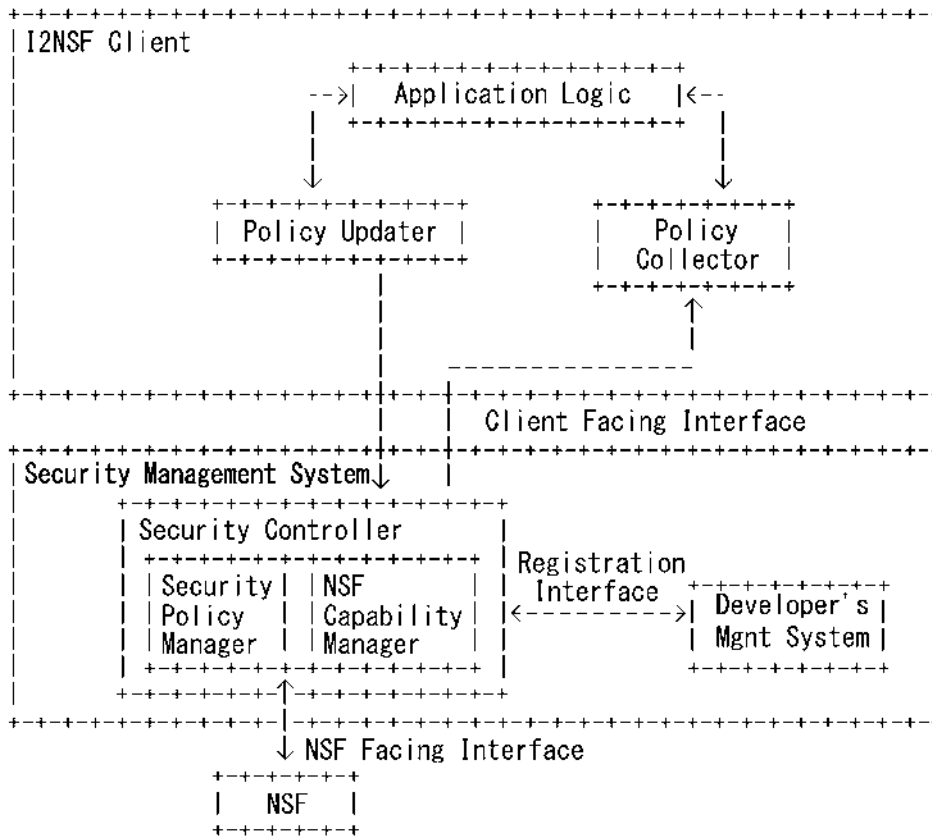 I2NSF Client
Application Logic
Policy Updater
Policy
Collector
Client Facing Interface
Security Management System
Security Controller
Registration
Interface
Security
Policy
Manager
NSF
Capability
Manager
Developer's
Mgnt System
NSF Facing Interface
NSF